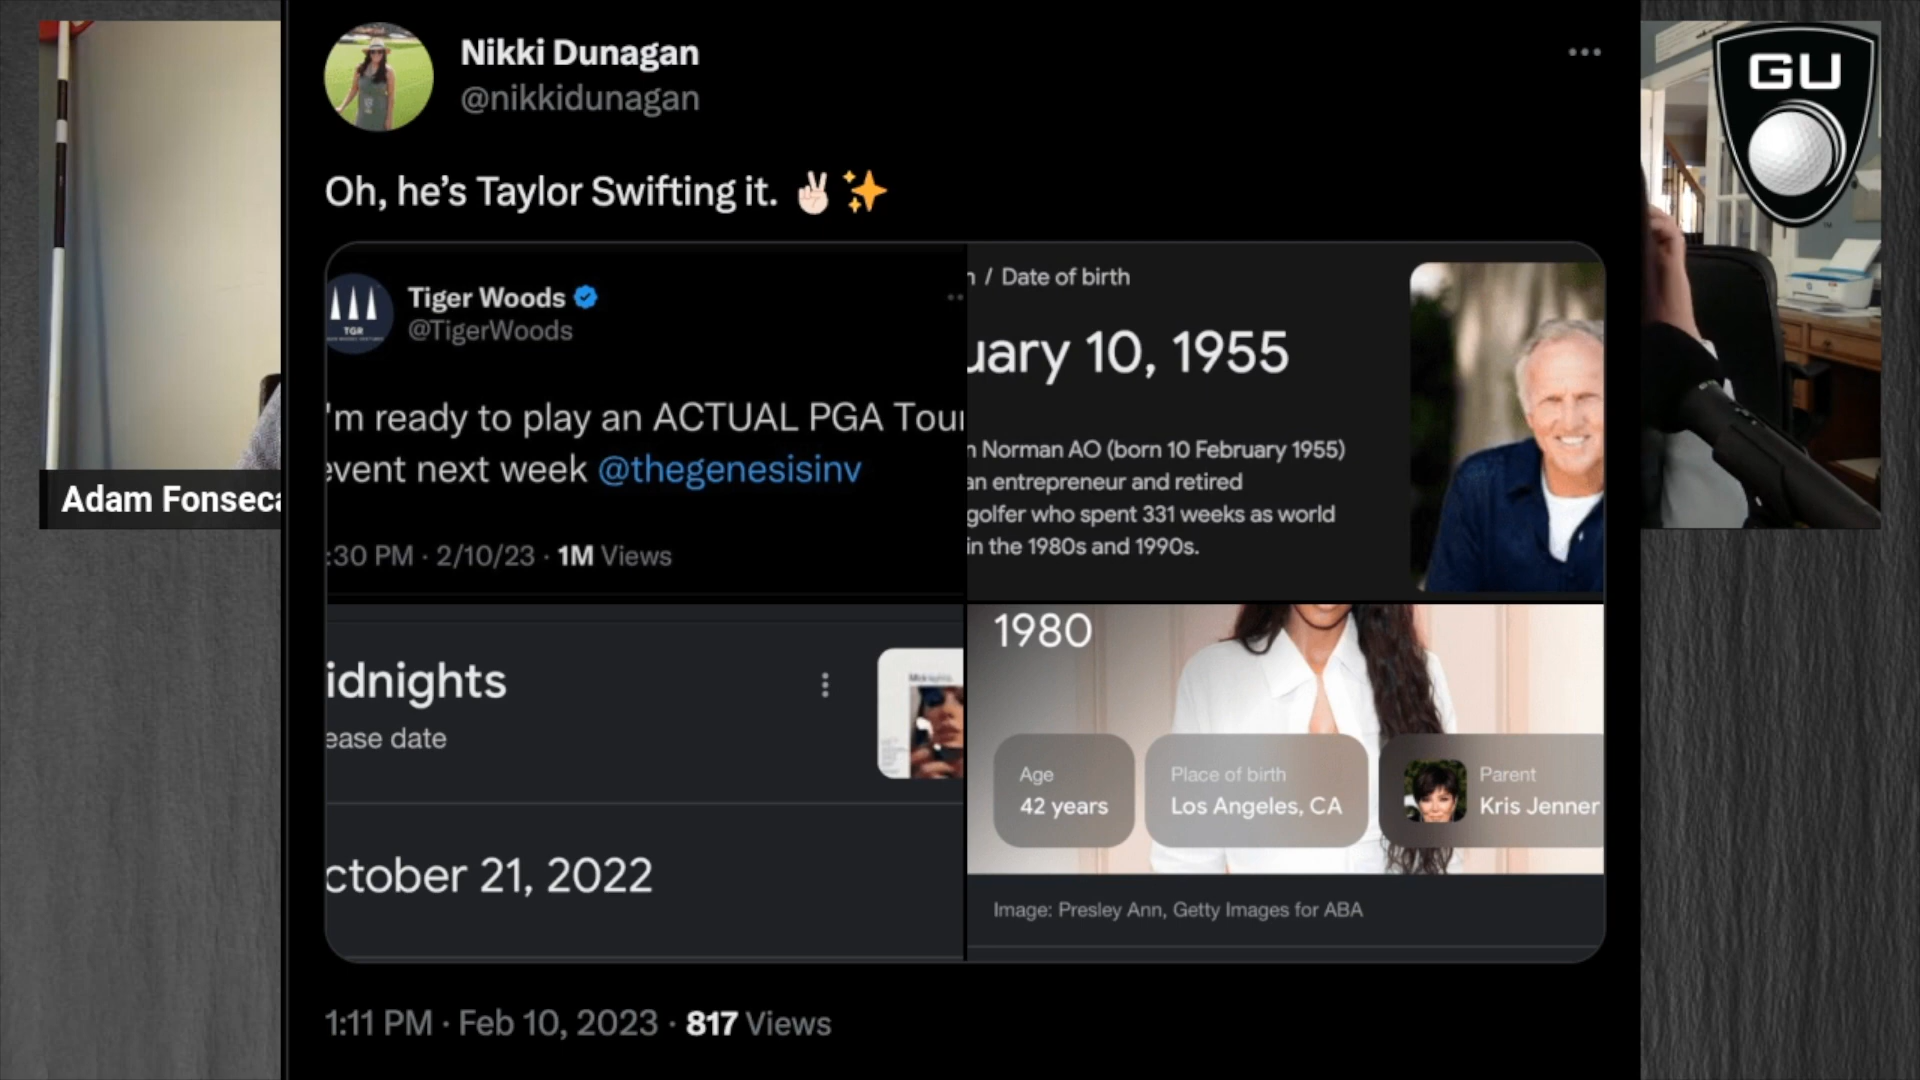 Nikki Dunagan
@nikkidunagan
Oh, he's Taylor Swifting it.
Tiger Woods
@TigerWoods
TGR
'm ready to play an ACTUAL PGA Tour
event next week @thegenesisinv
:30 PM · 2/10/23 · 1M Views
n / Date of birth
uary 10, 1955
n Norman AO (born 10 February 1955)
an entrepreneur and retired
golfer who spent 331 weeks as world
in the 1980s and 1990s.
idnights
ease date
Midnights
ctober 21, 2022
1980
Age
42 years
Place of birth
Los Angeles, CA
Parent
Kris Jenner
Image: Presley Ann, Getty Images for ABA
1:11 PM · Feb 10, 2023 · 817 Views
Adam Fonseca
GU